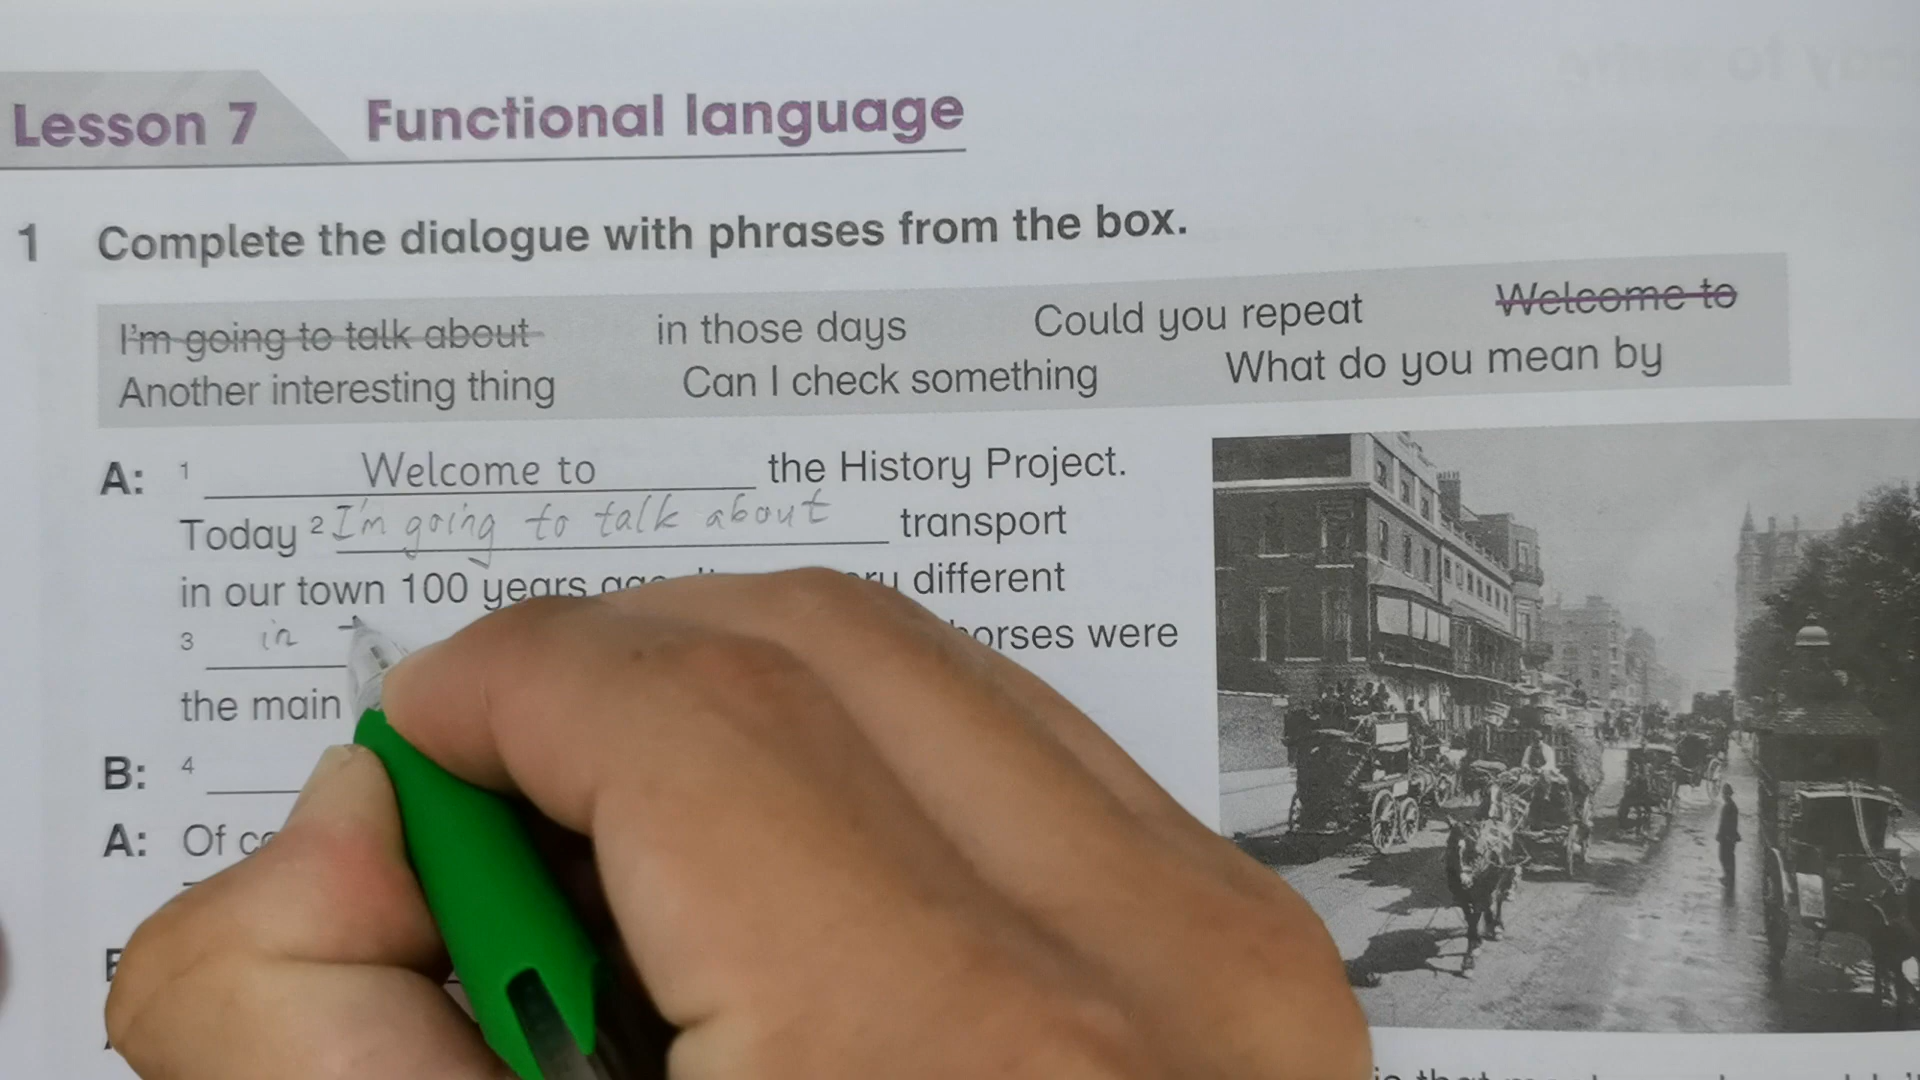 Lesson 7 Functional language
1 Complete the dialogue with phrases from the box.
I'm going to talk about in those days Could you repeat Welcome to
Another interesting thing Can I check something What do you mean by
A: 1 Welcome to the History Project.
Today 2 I'm going to talk about transport
in our town 100 years different
3 in horses were
the main
B: 4
A: Of